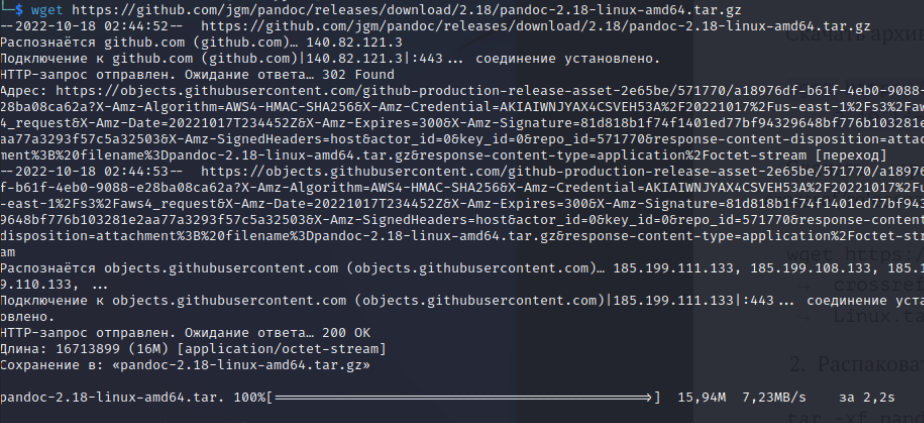 $ wget https://github.com/jgm/pandoc/releases/download/2.18/pandoc-2.18-linux-amd64.tar.gz
--2022-10-18 02:44:52-- https://github.com/jgm/pandoc/releases/download/2.18/pandoc-2.18-linux-amd64.tar.gz
Распознаётся github.com (github.com)… 140.82.121.3
Подключение к github.com (github.com)|140.82.121.3|:443... соединение установлено.
HTTP-запрос отправлен. Ожидание ответа… 302 Found
Адрес: https://objects.githubusercontent.com/github-production-release-asset-2e65be/571770/a18976df-b61f-4eb0-9088-
28ba08ca62a?X-Amz-Algorithm=AWS4-HMAC-SHA256&X-Amz-Credential=AKIAIWNJYAX4CSVEH53A%2F20221017%2Fus-east-1%2Fs3%2Faw
4_request&X-Amz-Date=20221017T234452Z&X-Amz-Expires=300&X-Amz-Signature=81d818b1f74f1401ed77bf94329648bf776b103281e
aa77a3293f57c5a32503&X-Amz-SignedHeaders=host&actor_id=0&key_id=0&repo_id=571770&response-content-disposition=attac
ment%3B%20filename%3Dpandoc-2.18-linux-amd64.tar.gz&response-content-type=application%2Foctet-stream [переход]
--2022-10-18 02:44:53-- https://objects.githubusercontent.com/github-production-release-asset-2e65be/571770/a18976
f-b61f-4eb0-9088-e28ba08ca62a?X-Amz-Algorithm=AWS4-HMAC-SHA256&X-Amz-Credential=AKIAIWNJYAX4CSVEH53A%2F20221017%2Fu
-east-1%2Fs3%2Faws4_request&X-Amz-Date=20221017T234452Z&X-Amz-Expires=300&X-Amz-Signature=81d818b1f74f1401ed77bf943
9648bf776b103281e2aa77a3293f57c5a32503&X-Amz-SignedHeaders=host&actor_id=0&key_id=0&repo_id=571770&response-content
disposition=attachment%3B%20filename%3Dpandoc-2.18-linux-amd64.tar.gz&response-content-type=application%2Foctet-str
am
Распознаётся objects.githubusercontent.com (objects.githubusercontent.com)… 185.199.111.133, 185.199.108.133, 185.1
9.110.133, ...
Подключение к objects.githubusercontent.com (objects.githubusercontent.com)|185.199.111.133|:443... соединение уста
овлено.
HTTP-запрос отправлен. Ожидание ответа… 200 OK
Длина: 16713899 (16M) [application/octet-stream]
Сохранение в: «pandoc-2.18-linux-amd64.tar.gz»
pandoc-2.18-linux-amd64.tar. 100%[===================================================>] 15,94M 7,23MB/s за 2,2s
Скачать архи
wget https:/
crossref
Linux.ta
2. Распакова
tar -xf pand